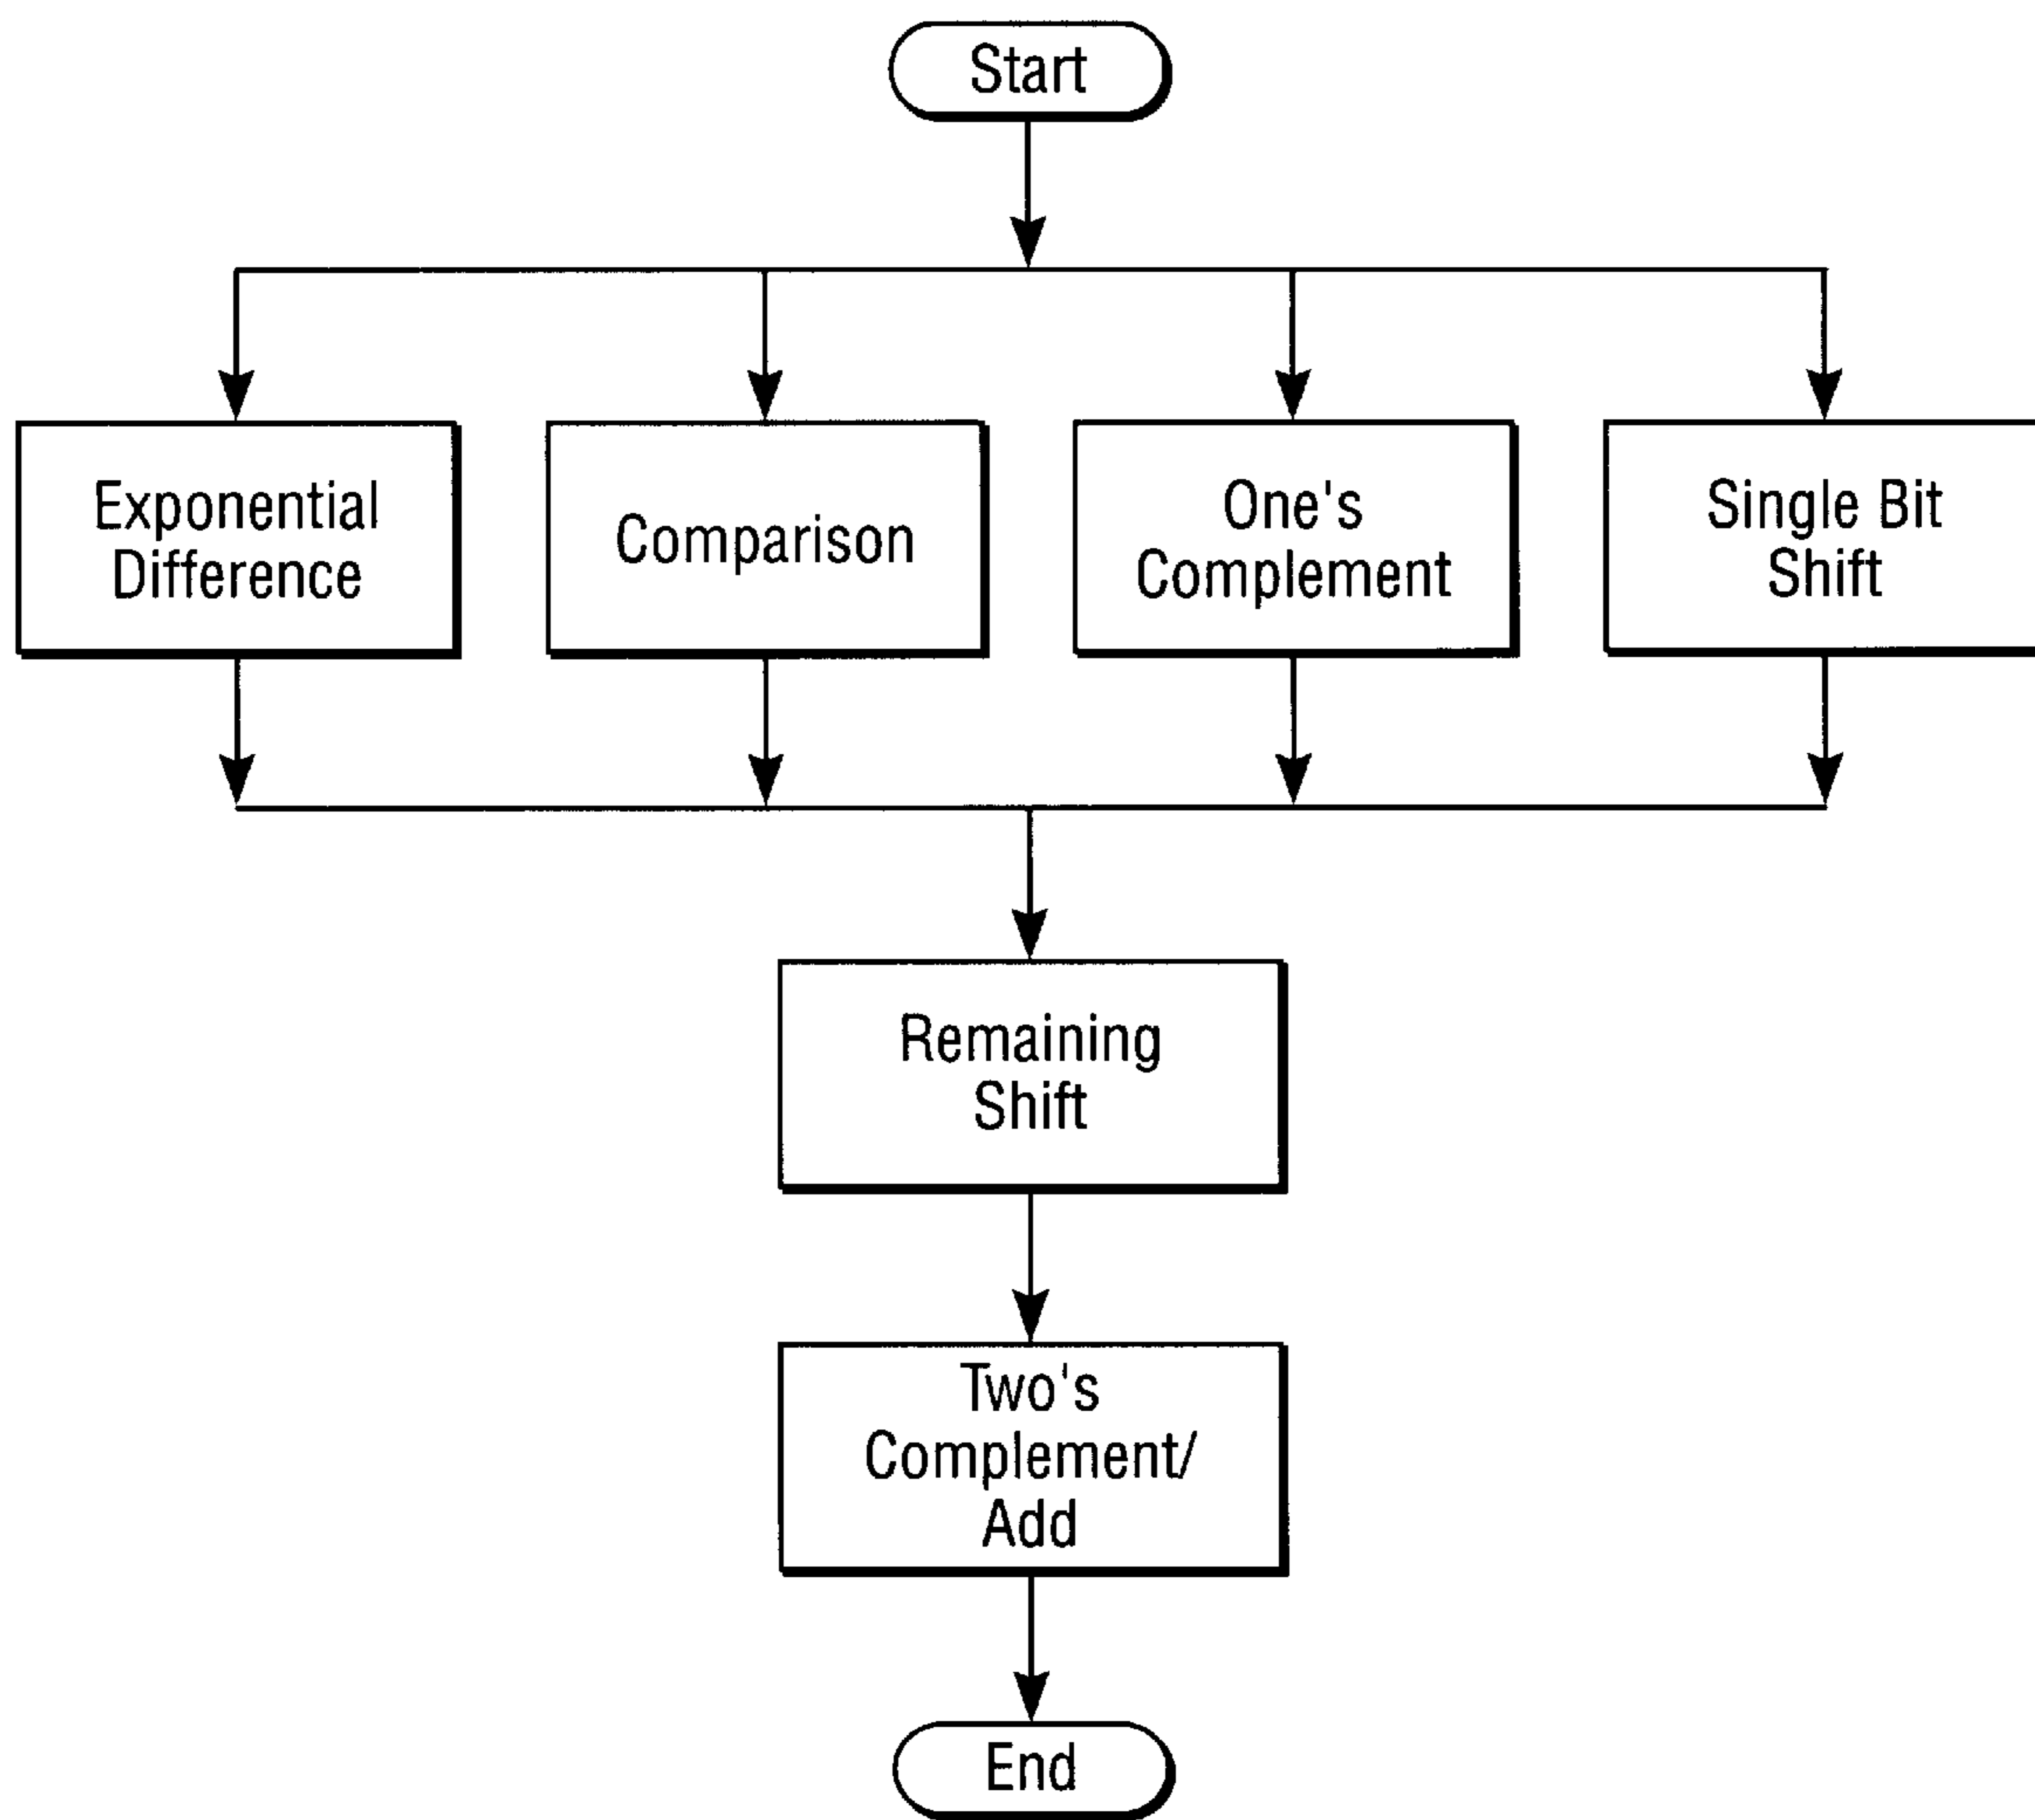 Start
Exponential
Difference
Comparison
One's
Complement
Single Bit
Shift
Remaining
Shift
Two's
Complement/
Add
End